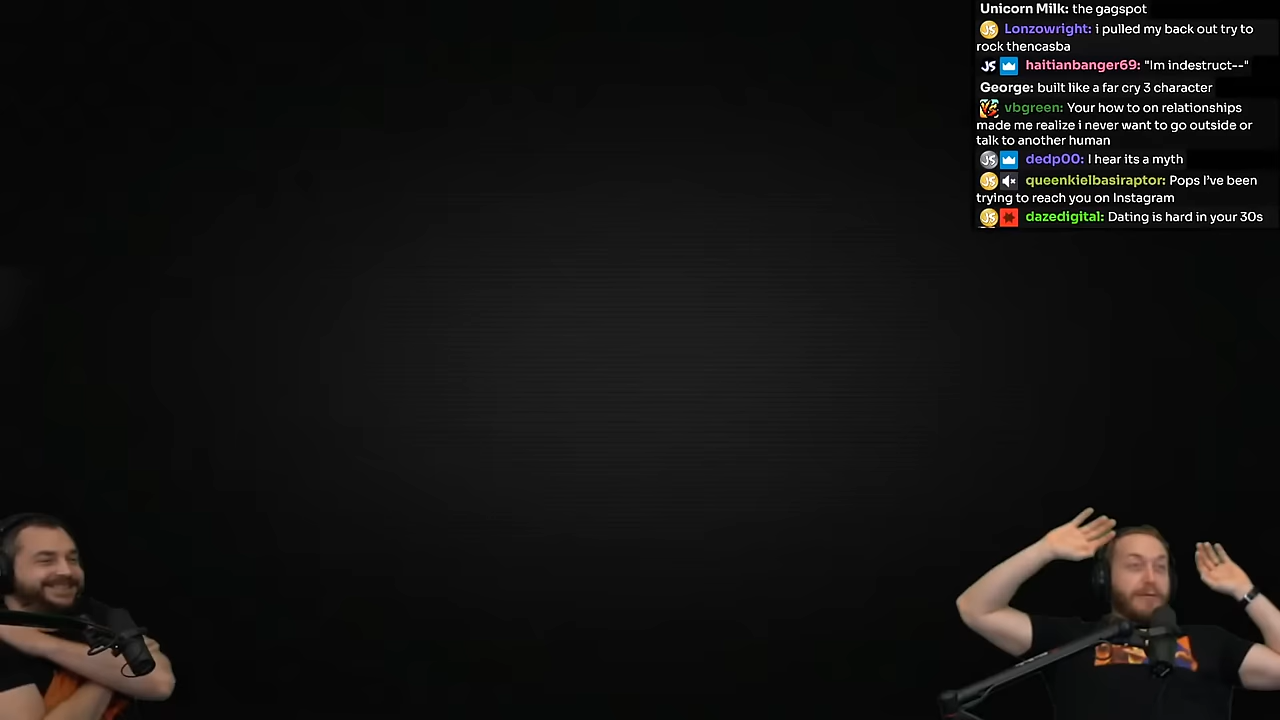 Unicorn Milk: the gagspot
Lonzowright: i pulled my back out try to
rock thencasba
haitianbanger69: "Im indestruct--"
George: built like a far cry 3 character
vbgreen: Your how to on relationships
made me realize i never want to go outside or
talk to another human
dedp00: I hear its a myth
queenkielbasiraptor: Pops I've been
trying to reach you on Instagram
dazedigital: Dating is hard in your 30s